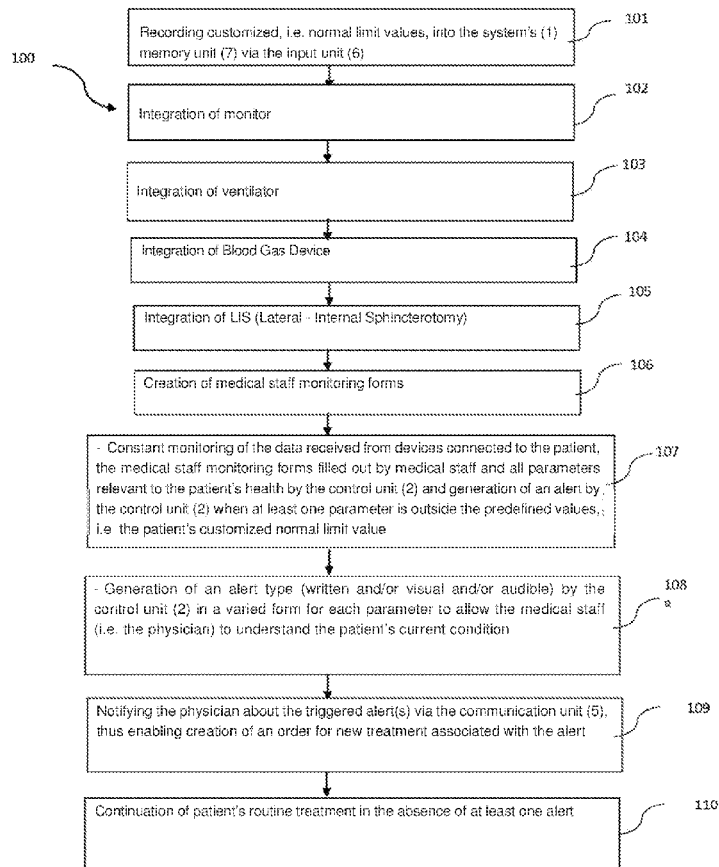 101
Recording customized, i.e. normal limit values, into the system's (1)
memory unit (7) via the input unit (6)
100
102
Integration of monitor
103
Integration of ventilator
104
Integration of Blood Gas Device
105
Integration of LIS (Lateral - Internal Sphincterotomy)
106
Creation of medical staff monitoring forms
107
- Constant monitoring of the data received from devices connected to the patient,
the medical staff monitoring forms filled out by medical staff and all parameters
relevant to the patient's health by the control unit (2) and generation of an alert by
the control unit (2) when at least one parameter is outside the predefined values,
i.e the patient's customized normal limit value
108
- Generation of an alert type (written and/or visual and/or audible) by the
control unit (2) in a varied form for each parameter to allow the medical staff
(i.e. the physician) to understand the patient's current condition
109
Notifying the physician about the triggered alert(s) via the communication unit (5),
thus enabling creation of an order for new treatment associated with the alert
110
Continuation of patient's routine treatment in the absence of at least one alert